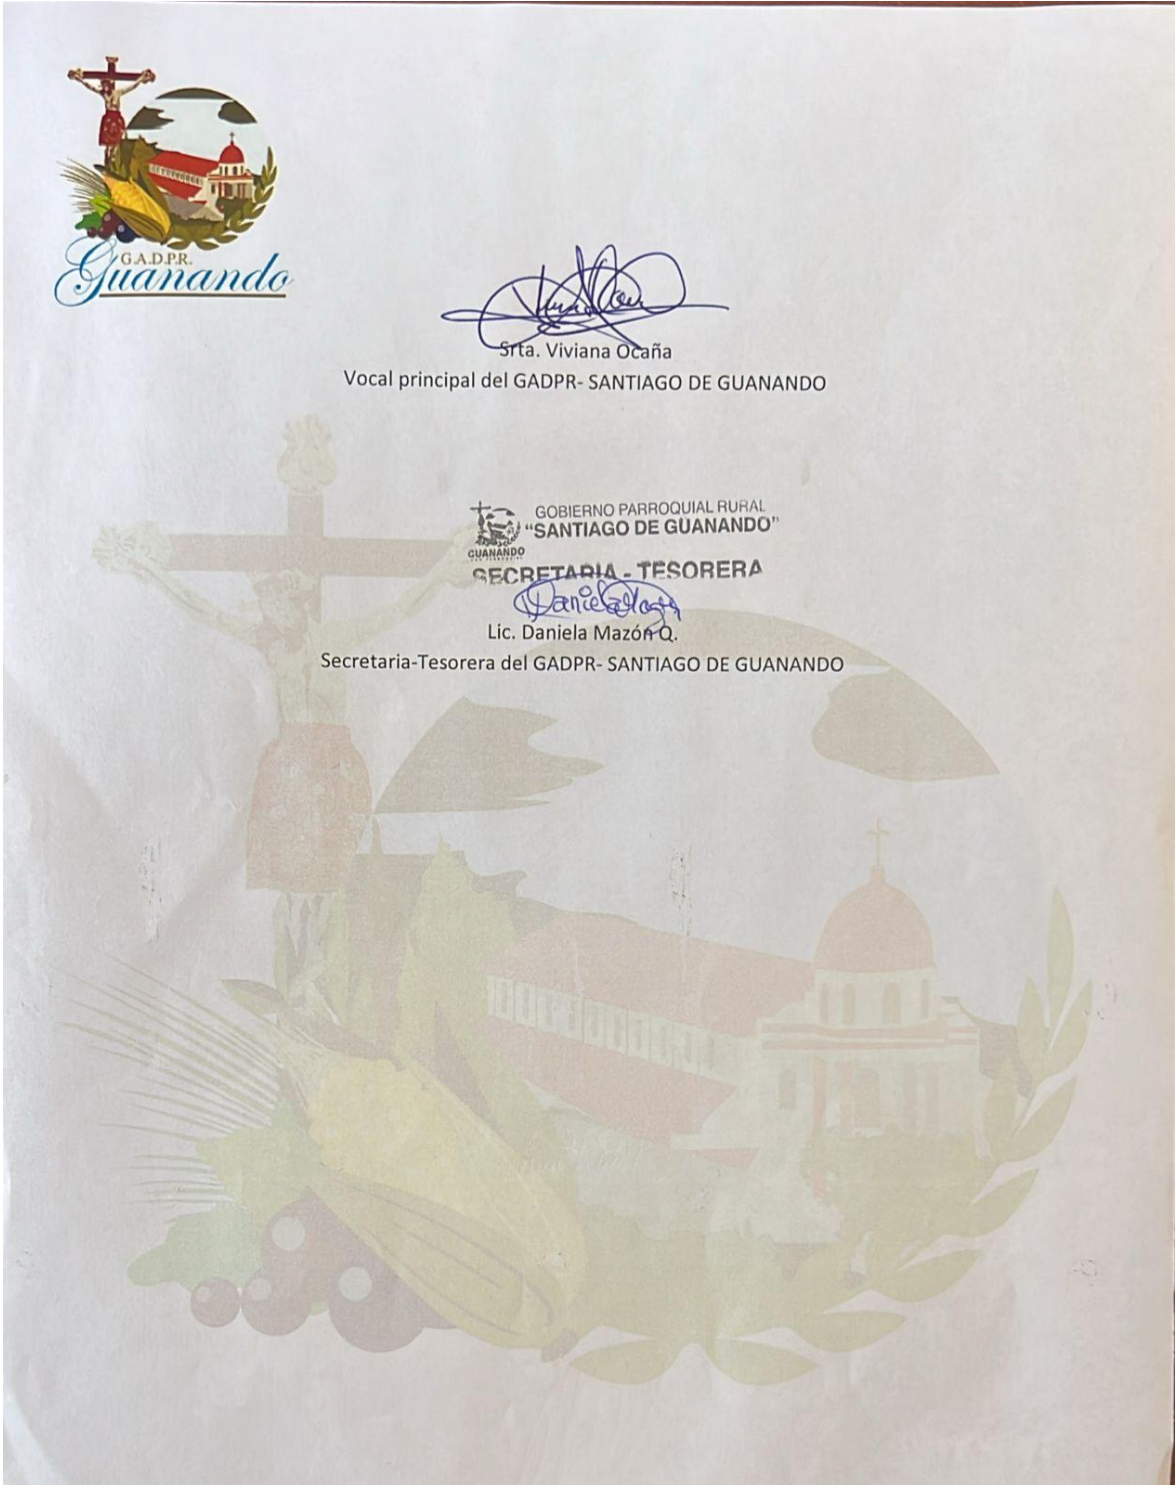 G.A.D.P.R.
Guanando
Srta. Viviana Ocaña
Vocal principal del GADPR- SANTIAGO DE GUANANDO
GOBIERNO PARROQUIAL RURAL
"SANTIAGO DE GUANANDO"
GUANANDO
SECRETARIA - TESORERA
Lic. Daniela Mazón Q.
Secretaria-Tesorera del GADPR- SANTIAGO DE GUANANDO